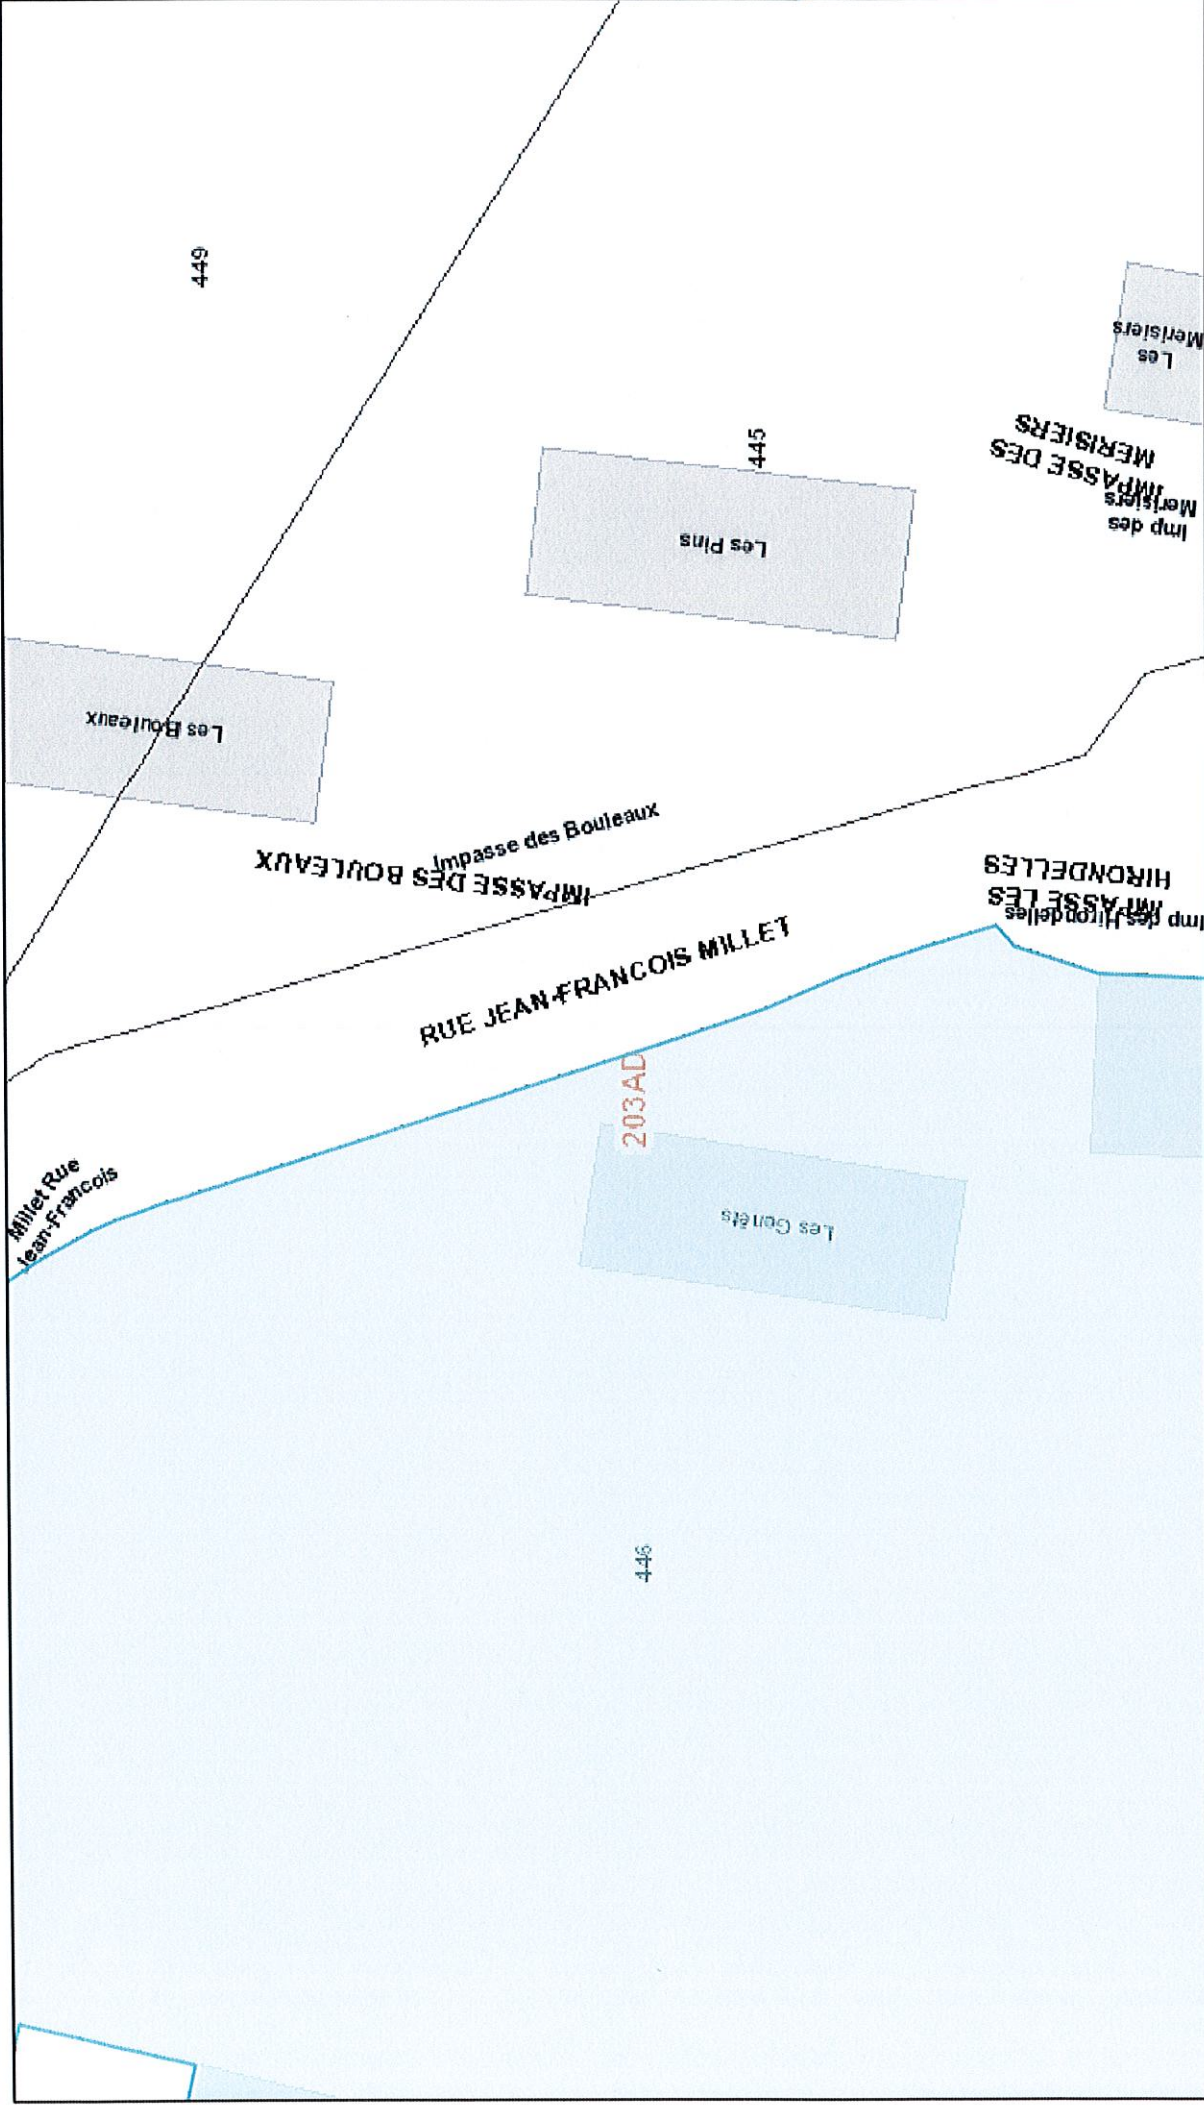 449
Les
Merisiers
IMPASSE DES
MERISIERS
Imp des
Merisiers
445
Les Pins
Les Bouleaux
IMPASSE DES BOULEAUX
Impasse des Bouleaux
IMPASSE LES
HIRONDELLES
Imp des Hirondelles
RUE JEAN-FRANCOIS MILLET
203AD
Millet Rue
Jean-Francois
Les Genêts
446